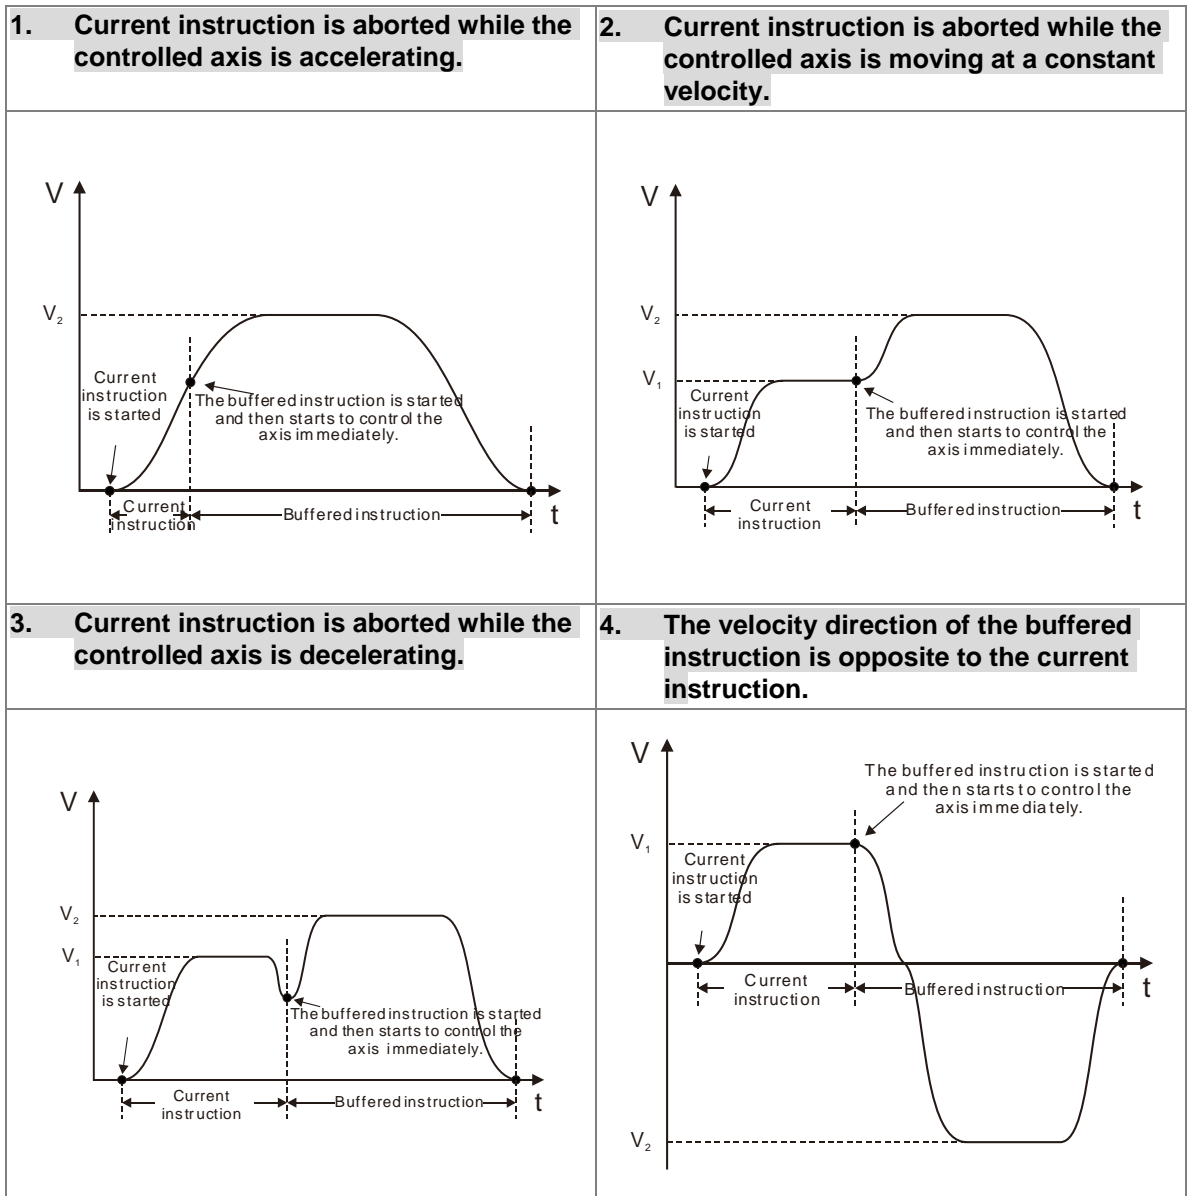 1. Current instruction is aborted while the
controlled axis is accelerating.
2. Current instruction is aborted while the
controlled axis is moving at a constant
velocity.
V
V2
Current
instruction
is started
The buffered instruction is started
and then starts to control the
axis immediately.
Current
instruction
Buffered instruction
t
V
V2
V1
Current
instruction
is started
The buffered instruction is started
and then starts to control the
axis immediately.
Current
instruction
Buffered instruction
t
3. Current instruction is aborted while the
controlled axis is decelerating.
4. The velocity direction of the buffered
instruction is opposite to the current
instruction.
V
V2
V1
Current
instruction
is started
The buffered instruction is started
and then starts to control the
axis immediately.
Current
instruction
Buffered instruction
t
V
The buffered instruction is started
and then starts to control the
axis immediately.
V1
Current
instruction
is started
Current
instruction
Buffered instruction
t
V2